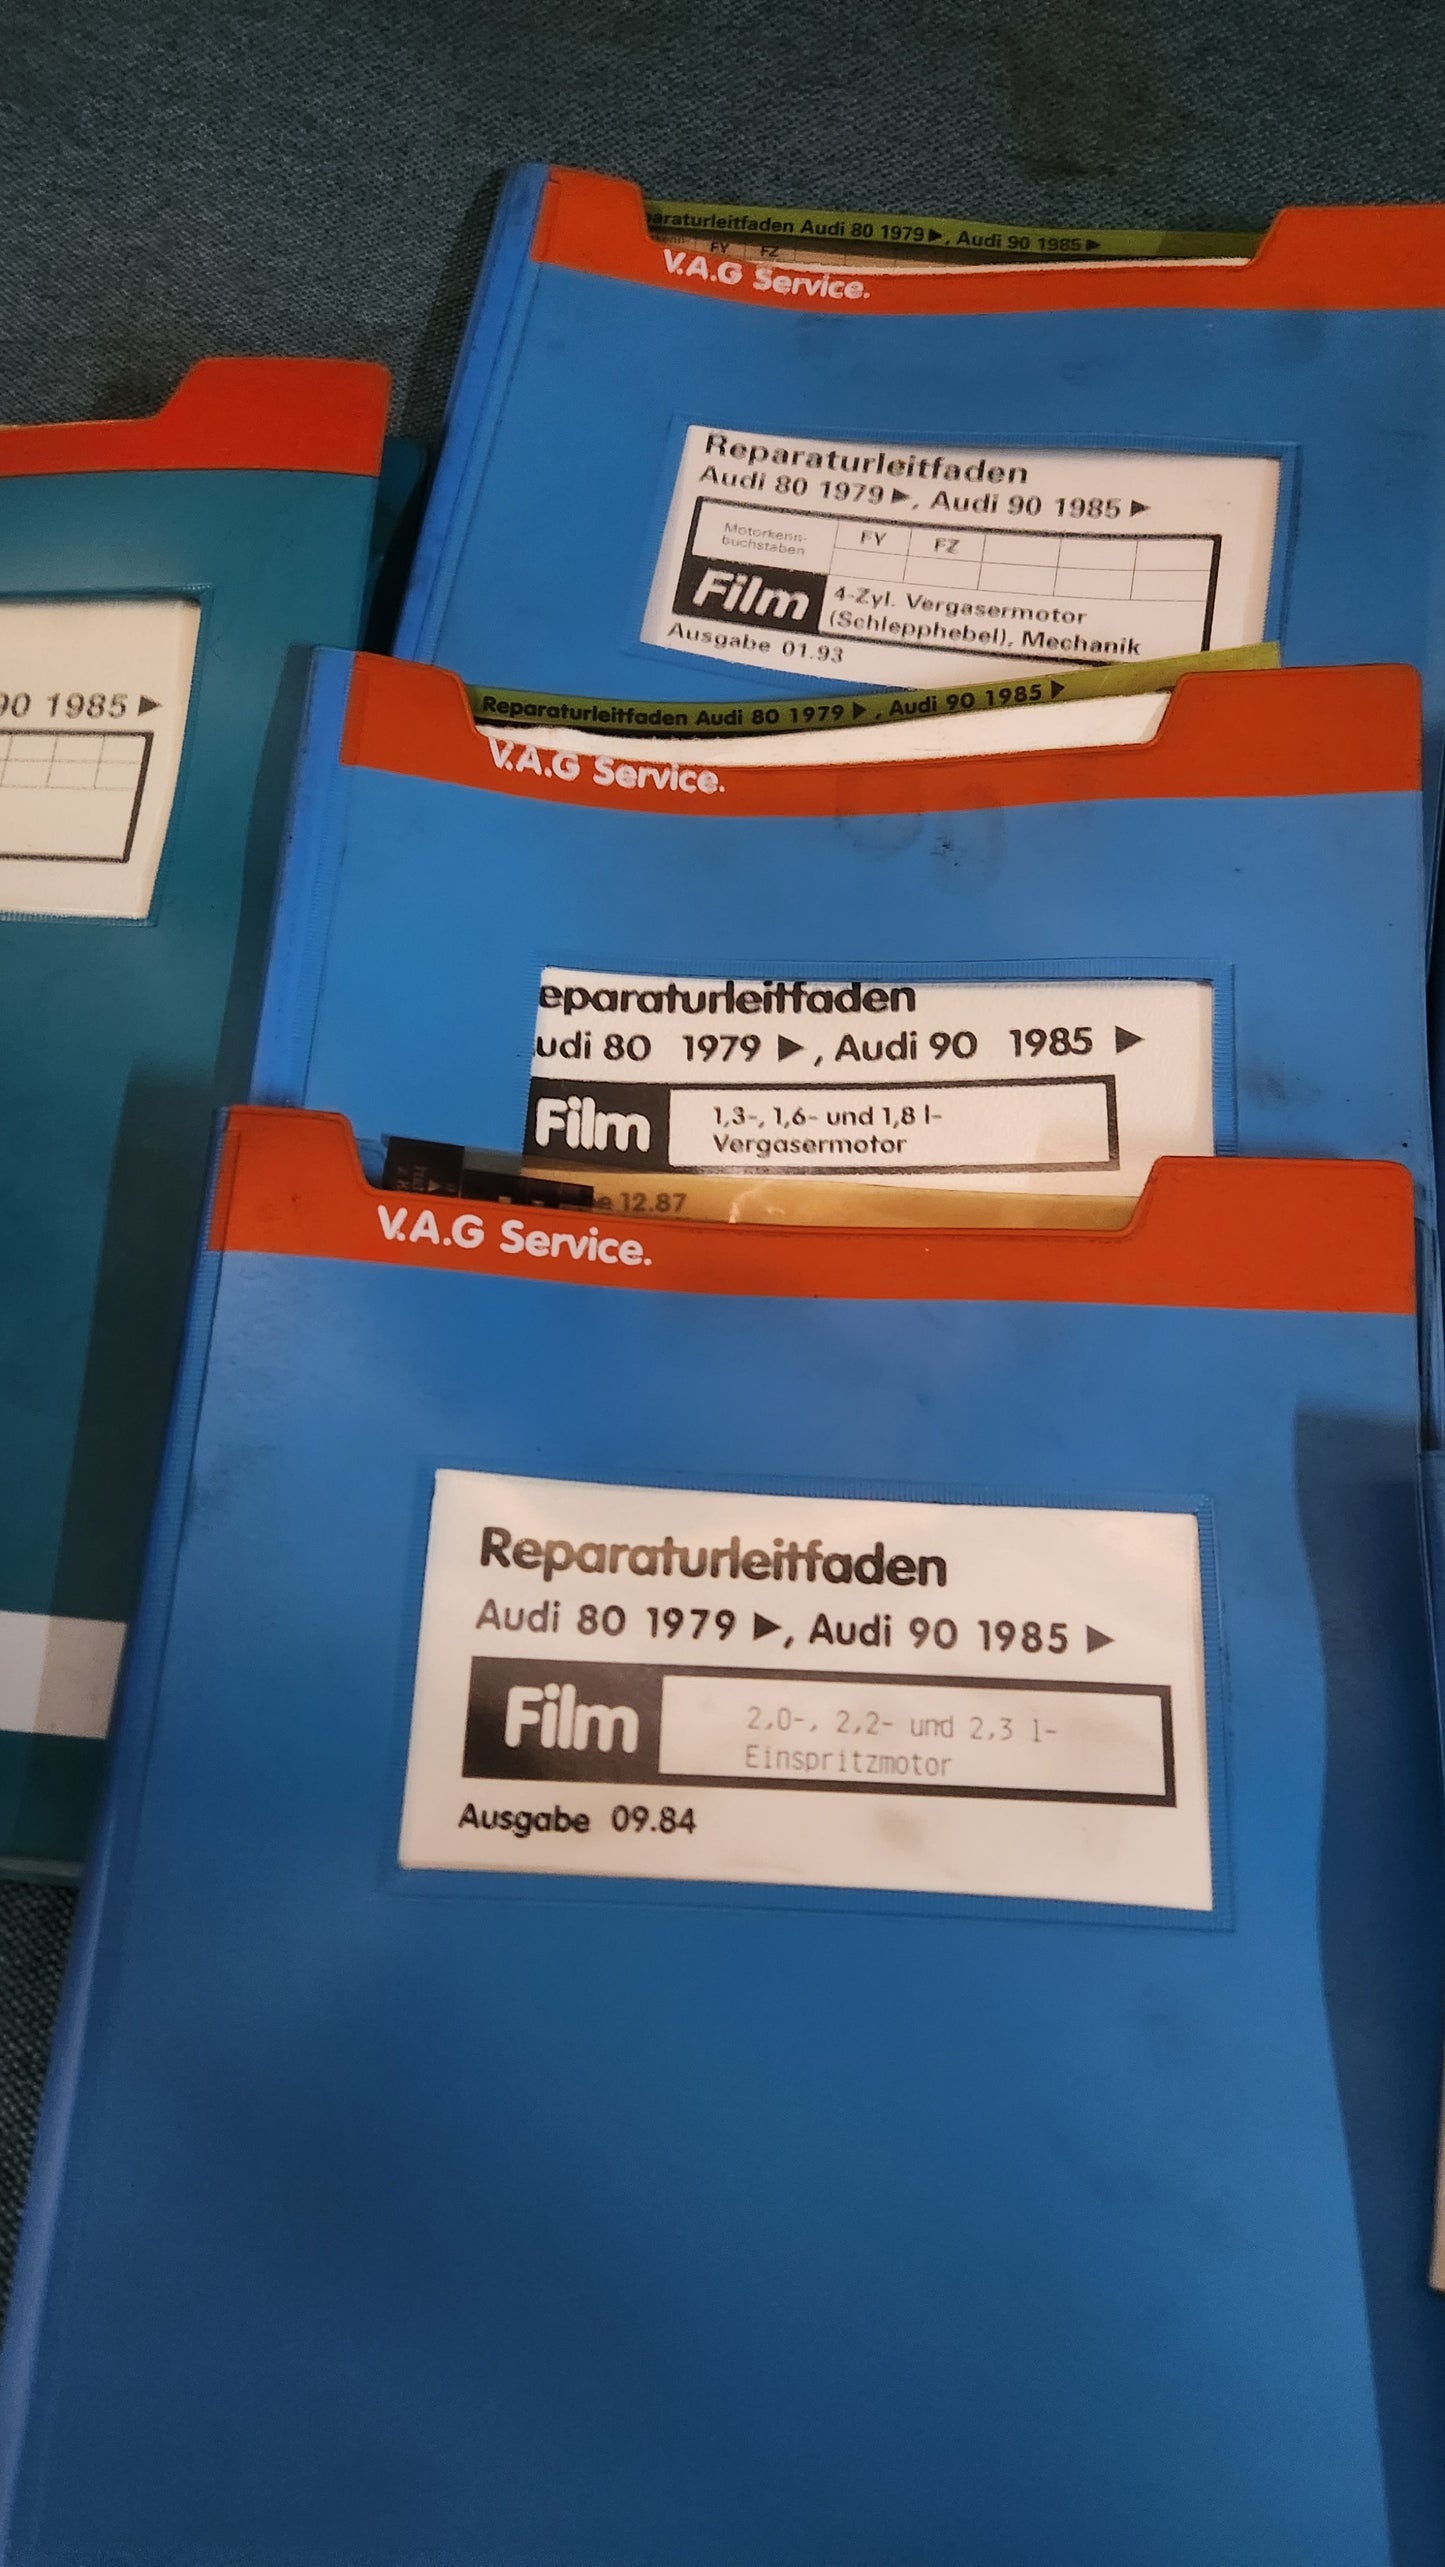 araturleitfaden Audi 80 1979 ▶, Audi 90 1985 ▶
FY FZ
V.A.G Service.
Reparaturleitfaden
Audi 80 1979 ▶, Audi 90 1985 ▶
Motorkenn-
buchstaben
FY FZ
Film
4-Zyl. Vergasermotor
(Schlepphebel), Mechanik
Ausgabe 01.93
90 1985 ▶
Reparaturleitfaden Audi 80 1979 ▶, Audi 90 1985 ▶
V.A.G Service.
eparaturleitfaden
udi 80 1979 ▶, Audi 90 1985 ▶
Film
1,3-, 1,6- und 1,8 l-
Vergasermotor
e 12.87
V.A.G Service.
Reparaturleitfaden
Audi 80 1979 ▶, Audi 90 1985 ▶
Film
2,0-, 2,2- und 2,3 l-
Einspritzmotor
Ausgabe 09.84